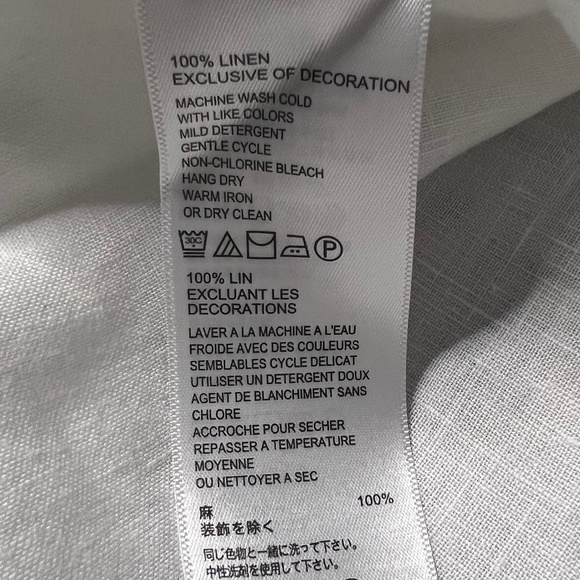 100% LINEN
EXCLUSIVE OF DECORATION
MACHINE WASH COLD
WITH LIKE COLORS
MILD DETERGENT
GENTLE CYCLE
NON-CHLORINE BLEACH
HANG DRY
WARM IRON
OR DRY CLEAN
30C P
100% LIN
EXCLUANT LES
DECORATIONS
LAVER A LA MACHINE A L'EAU
FROIDE AVEC DES COULEURS
SEMBLABLES CYCLE DELICAT
UTILISER UN DETERGENT DOUX
AGENT DE BLANCHIMENT SANS
CHLORE
ACCROCHE POUR SECHER
REPASSER A TEMPERATURE
MOYENNE
OU NETTOYER A SEC
麻 100%
装飾を除く
同じ色物と一緒に洗って下さい。
中性洗剤を使用して下さい。